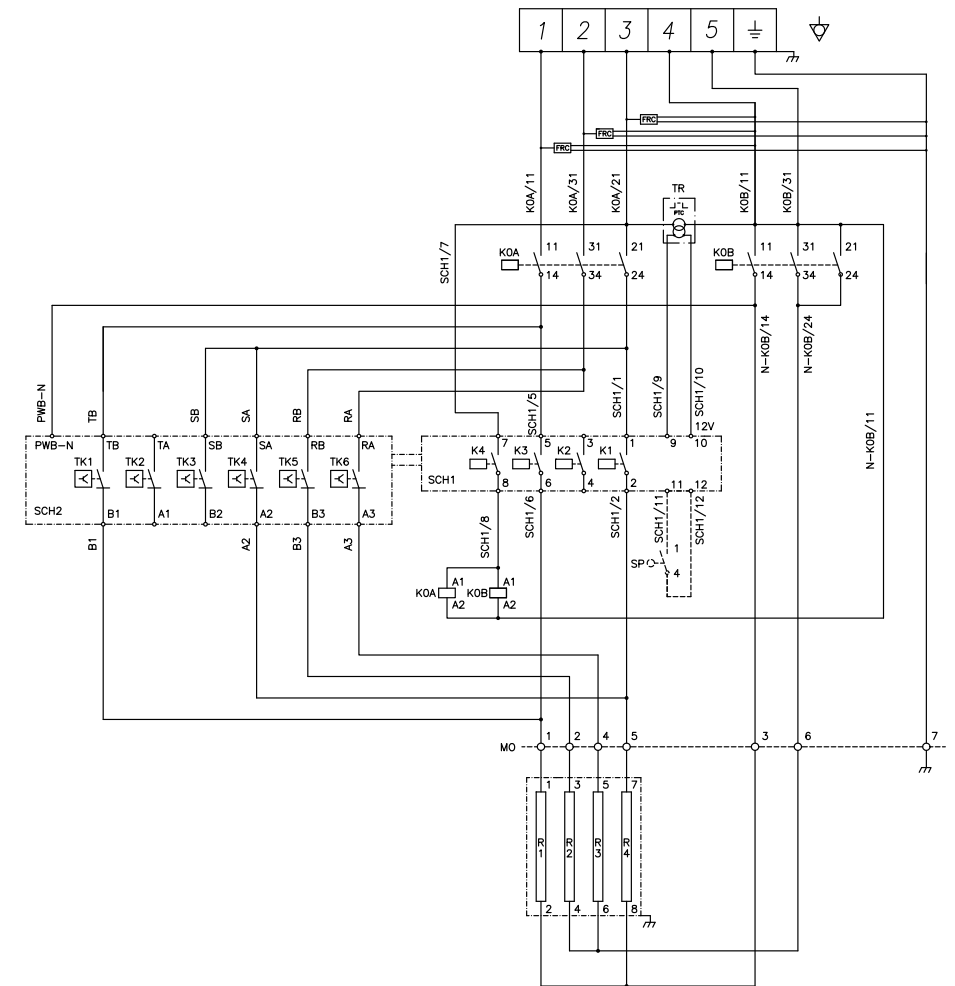 1 2 3 4 5
FRC
FRC
FRC
K0A/11
K0A/31
K0A/21
TR
PTC
K0B/11
K0B/31
SCH1/7
K0A
11
14
31
34
21
24
K0B
11
14
31
34
21
24
N-K0B/14
N-K0B/24
PWB-N
TB
SB
SA
RB
RA
SCH1/5
SCH1/1
SCH1/9
SCH1/10
N-K0B/11
PWB-N TB TA SB SA RB RA
TK1 TK2 TK3 TK4 TK5 TK6
SCH2 B1 A1 B2 A2 B3 A3
7 5 3 1 9 12V 10
K4 K3 K2 K1
SCH1 8 6 4 2 11 12
B1
A2
B3
A3
SCH1/8
SCH1/6
SCH1/2
SCH1/11
SCH1/12
SP
1
4
K0A A1 A2
K0B A1 A2
MO 1 2 4 5 3 6 7
1 3 5 7
R1 R2 R3 R4
2 4 6 8